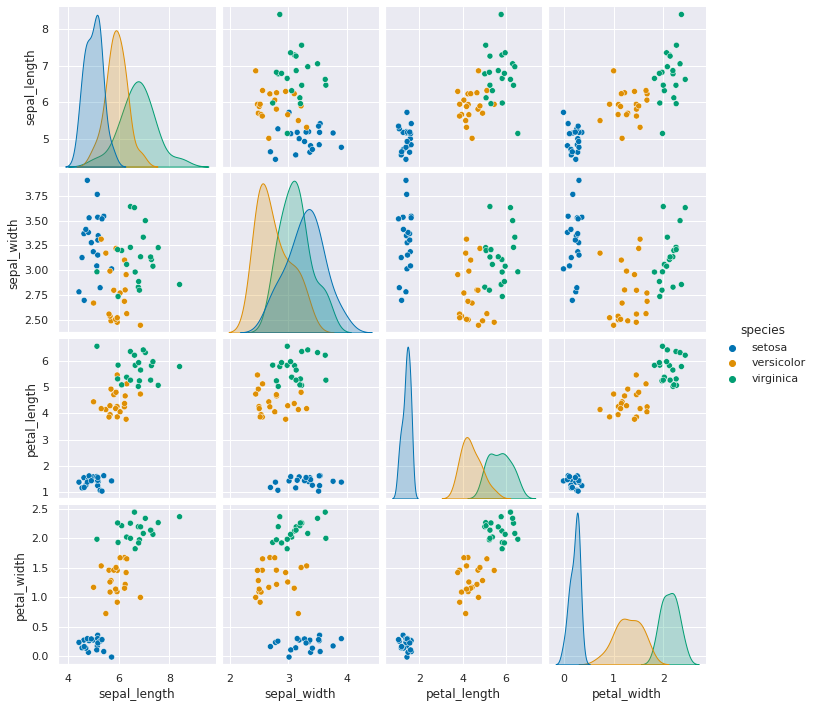 8
7
6
5
sepal_length
3.75
3.50
3.25
3.00
2.75
2.50
sepal_width
6
5
4
3
2
1
petal_length
2.5
2.0
1.5
1.0
0.5
0.0
petal_width
4 6 8
sepal_length
2 3 4
sepal_width
2 4 6
petal_length
0 1 2
petal_width
species
setosa
versicolor
virginica